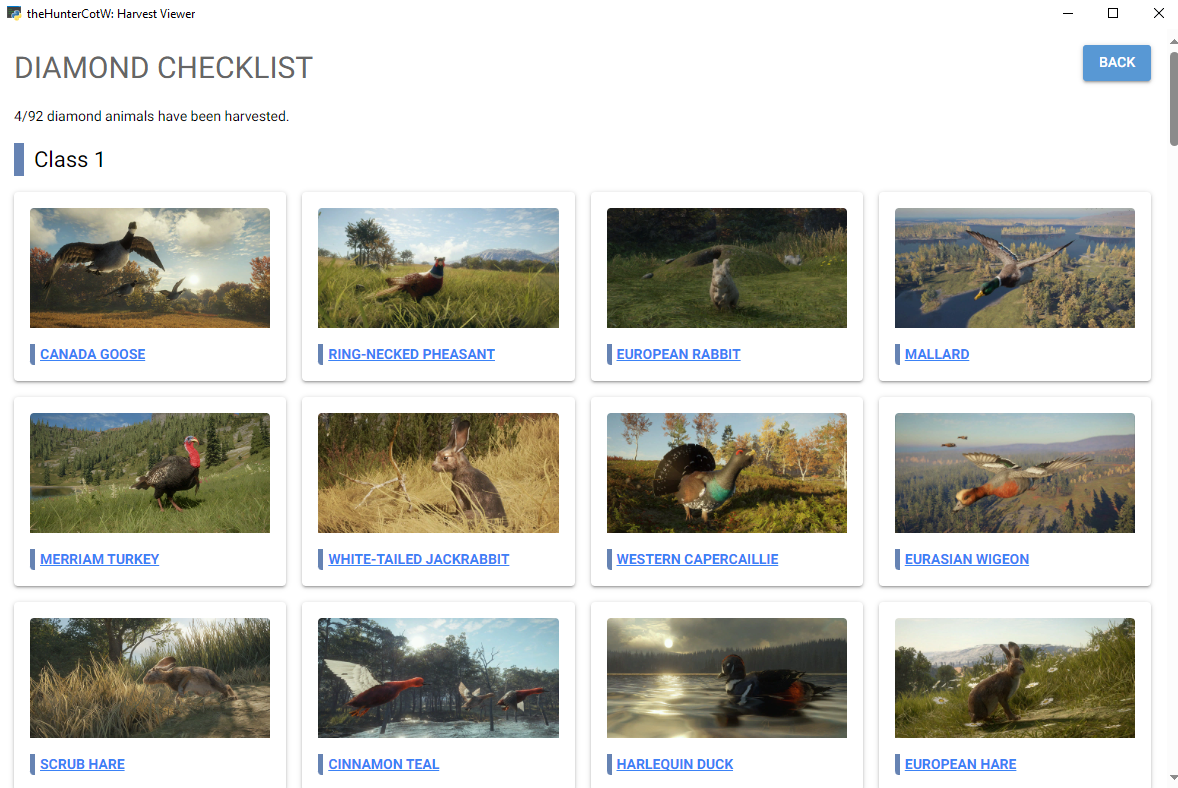 theHunterCotW: Harvest Viewer
DIAMOND CHECKLIST
BACK
4/92 diamond animals have been harvested.
Class 1
CANADA GOOSE
RING-NECKED PHEASANT
EUROPEAN RABBIT
MALLARD
MERRIAM TURKEY
WHITE-TAILED JACKRABBIT
WESTERN CAPERCAILLIE
EURASIAN WIGEON
SCRUB HARE
CINNAMON TEAL
HARLEQUIN DUCK
EUROPEAN HARE